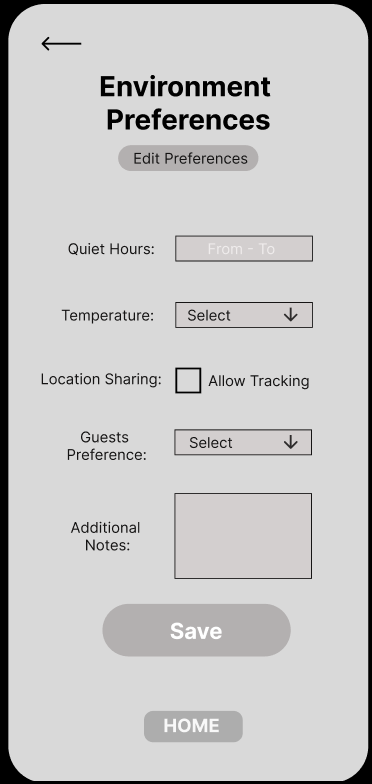 Environment
Preferences
Edit Preferences
Quiet Hours: From - To
Temperature: Select
Location Sharing: Allow Tracking
Guests
Preference:
Select
Additional
Notes:
Save
HOME